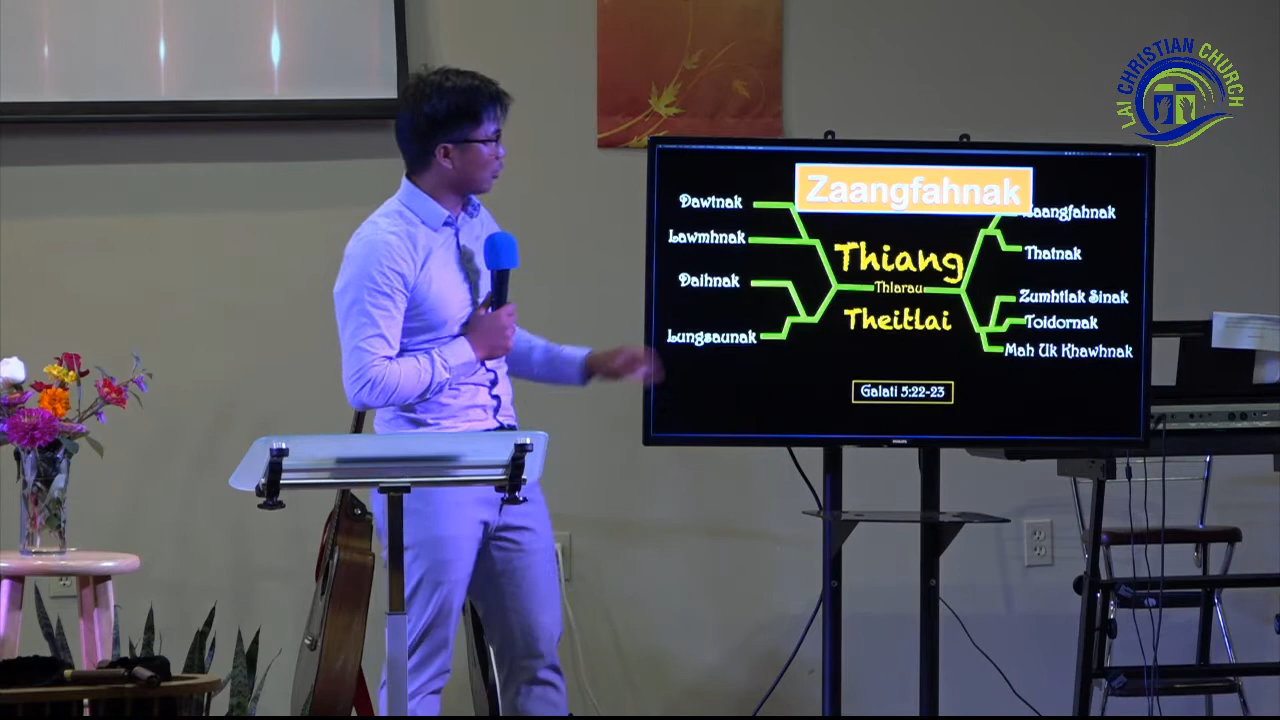 LAI CHRISTIAN CHURCH
Zaangfahnak
Dawtnak
Lawmhnak
Daihnak
Lungsaunak
Thiang
Thlarau
Theitlai
Zaangfahnak
Thatnak
Zumhtlak Sinak
Toidornak
Mah Uk Khawhnak
Galati 5:22-23